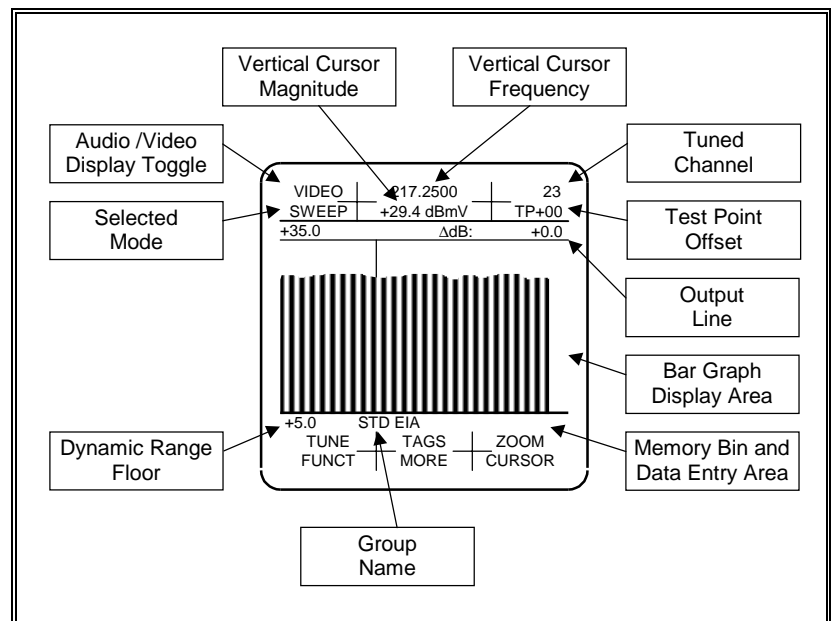 Vertical Cursor
Magnitude
Vertical Cursor
Frequency
Audio /Video
Display Toggle
Tuned
Channel
Selected
Mode
Test Point
Offset
VIDEO 217.2500 23
SWEEP +29.4 dBmV TP+00
+35.0 ΔdB: +0.0
Output
Line
Bar Graph
Display Area
+5.0 STD EIA
TUNE TAGS ZOOM
FUNCT MORE CURSOR
Dynamic Range
Floor
Memory Bin and
Data Entry Area
Group
Name